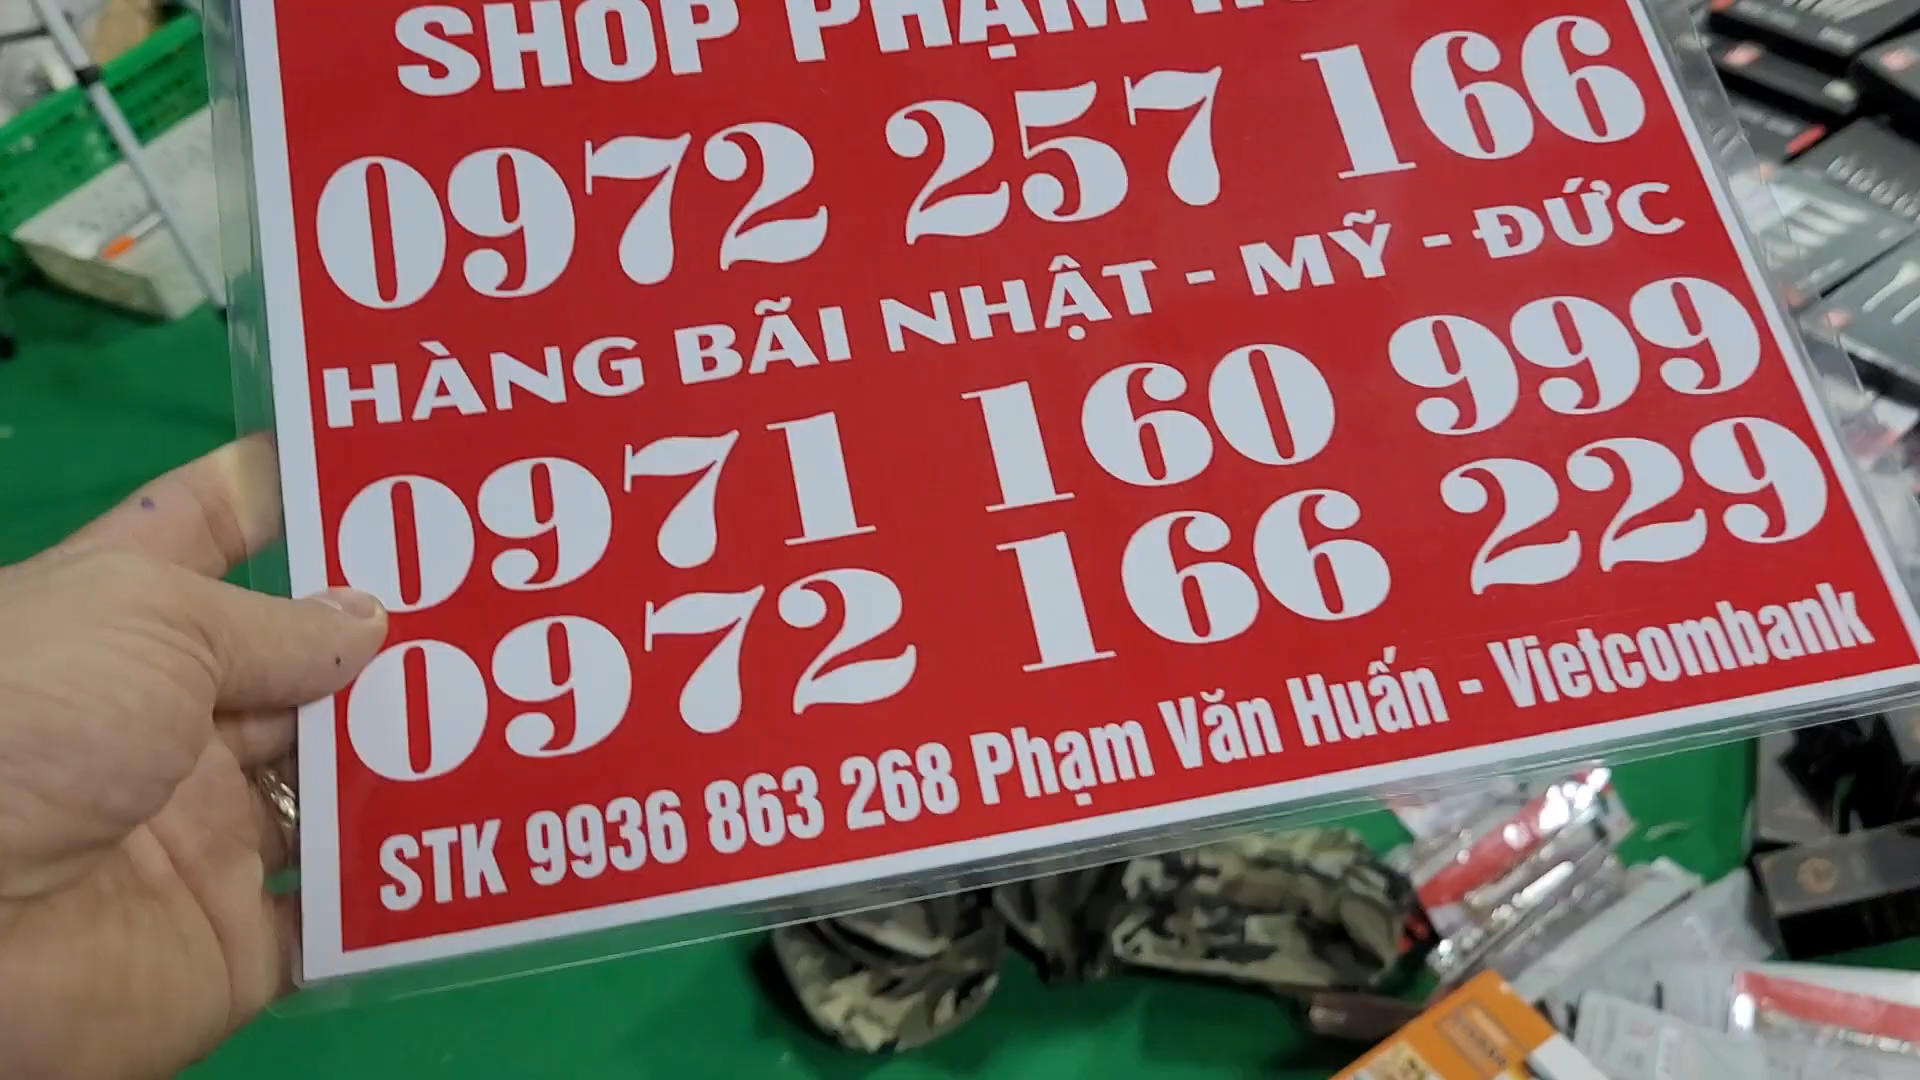 SHOP PHẠM
0972 257 166
HÀNG BÃI NHẬT - MỸ - ĐỨC
0971 160 999
0972 166 229
STK 9936 863 268 Phạm Văn Huấn - Vietcombank